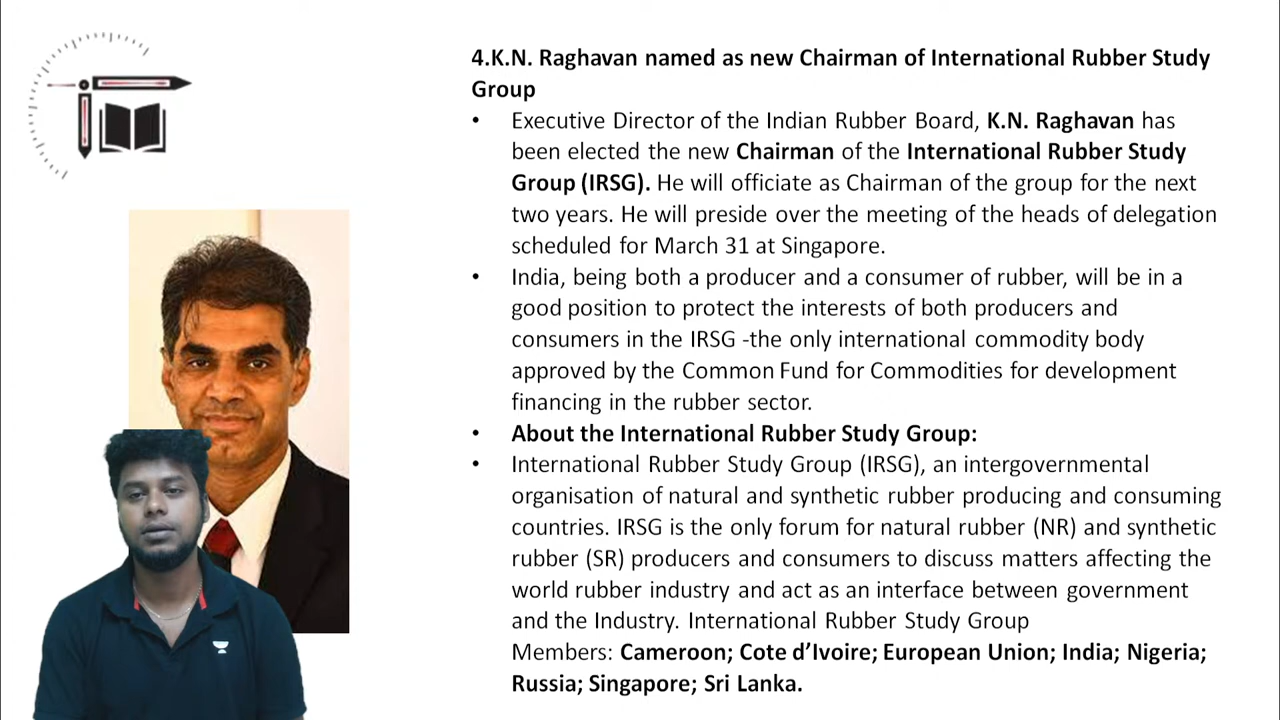 4.K.N. Raghavan named as new Chairman of International Rubber Study
Group
• Executive Director of the Indian Rubber Board, K.N. Raghavan has
been elected the new Chairman of the International Rubber Study
Group (IRSG). He will officiate as Chairman of the group for the next
two years. He will preside over the meeting of the heads of delegation
scheduled for March 31 at Singapore.
• India, being both a producer and a consumer of rubber, will be in a
good position to protect the interests of both producers and
consumers in the IRSG -the only international commodity body
approved by the Common Fund for Commodities for development
financing in the rubber sector.
• About the International Rubber Study Group:
• International Rubber Study Group (IRSG), an intergovernmental
organisation of natural and synthetic rubber producing and consuming
countries. IRSG is the only forum for natural rubber (NR) and synthetic
rubber (SR) producers and consumers to discuss matters affecting the
world rubber industry and act as an interface between government
and the Industry. International Rubber Study Group
Members: Cameroon; Cote d’Ivoire; European Union; India; Nigeria;
Russia; Singapore; Sri Lanka.